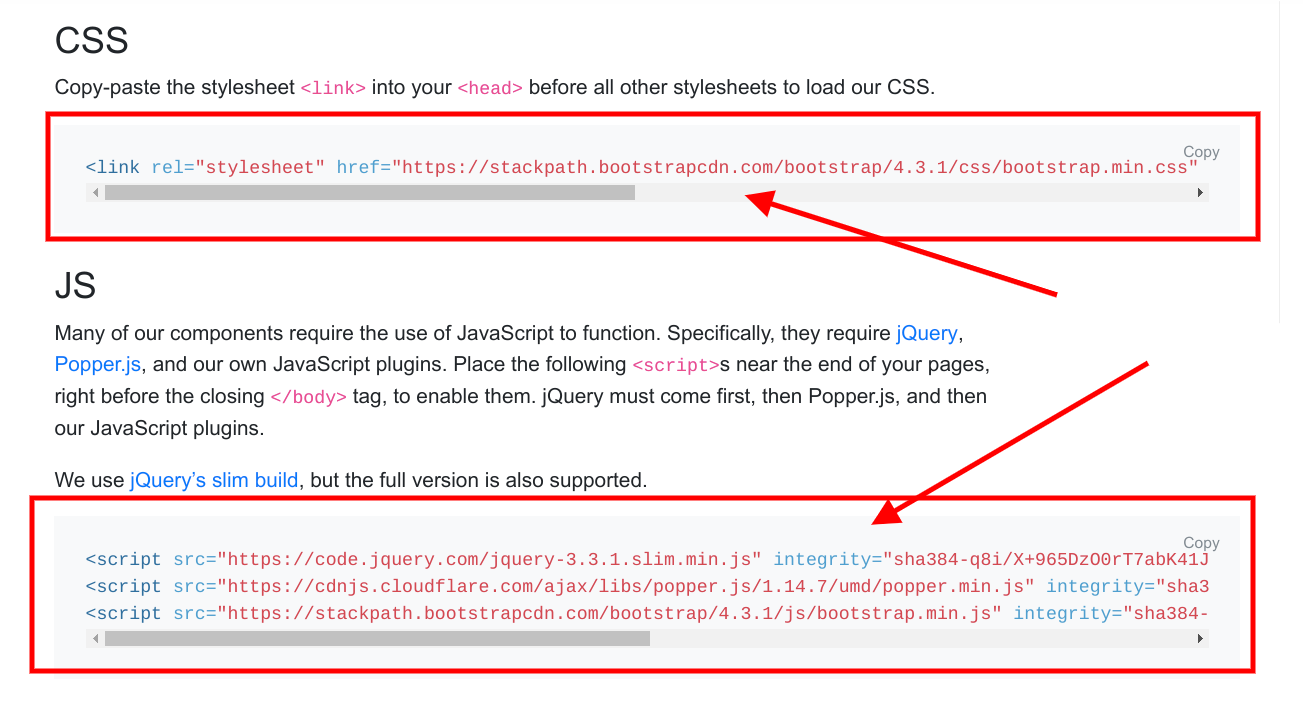 CSS
Copy-paste the stylesheet <link> into your <head> before all other stylesheets to load our CSS.
Copy
<link rel="stylesheet" href="https://stackpath.bootstrapcdn.com/bootstrap/4.3.1/css/bootstrap.min.css"
JS
Many of our components require the use of JavaScript to function. Specifically, they require jQuery,
Popper.js, and our own JavaScript plugins. Place the following <script>s near the end of your pages,
right before the closing </body> tag, to enable them. jQuery must come first, then Popper.js, and then
our JavaScript plugins.
We use jQuery’s slim build, but the full version is also supported.
Copy
<script src="https://code.jquery.com/jquery-3.3.1.slim.min.js" integrity="sha384-q8i/X+965DzO0rT7abK41J
<script src="https://cdnjs.cloudflare.com/ajax/libs/popper.js/1.14.7/umd/popper.min.js" integrity="sha3
<script src="https://stackpath.bootstrapcdn.com/bootstrap/4.3.1/js/bootstrap.min.js" integrity="sha384-